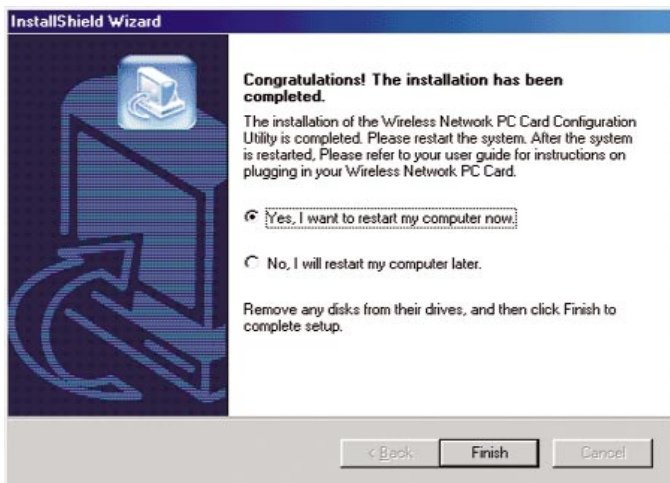 InstallShield Wizard
Congratulations! The installation has been
completed.
The installation of the Wireless Network PC Card Configuration
Utility is completed. Please restart the system. After the system
is restarted, Please refer to your user guide for instructions on
plugging in your Wireless Network PC Card.
Yes, I want to restart my computer now.
No, I will restart my computer later.
Remove any disks from their drives, and then click Finish to
complete setup.
< Back Finish Cancel